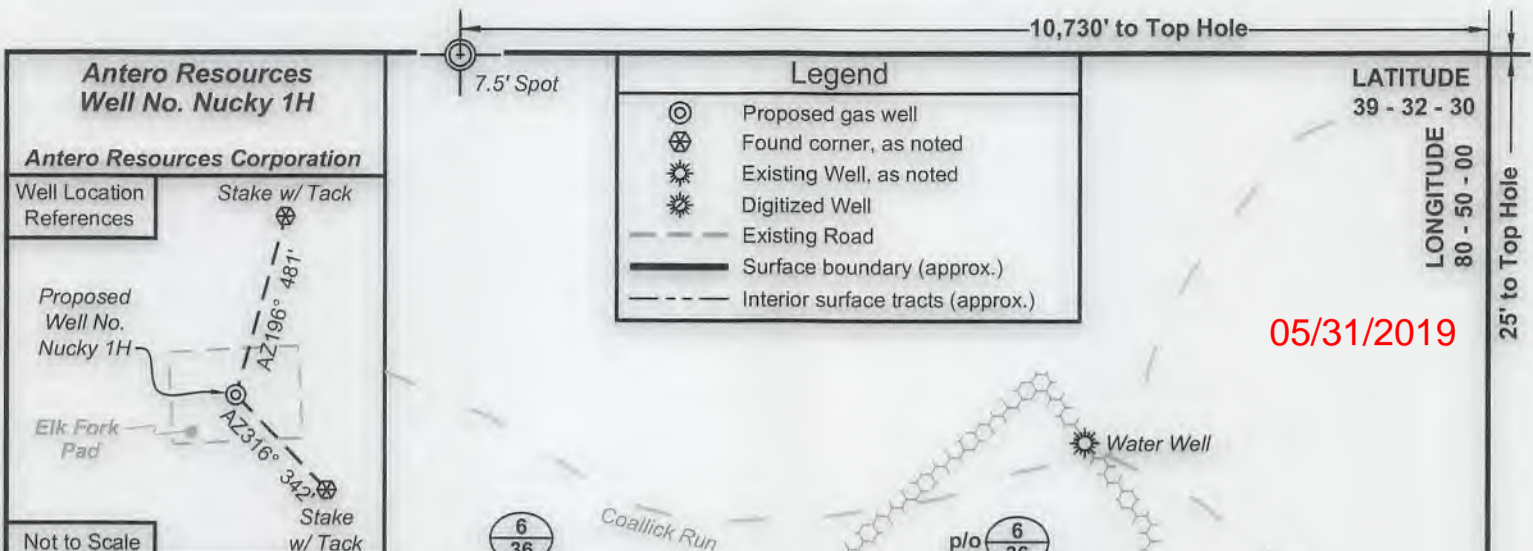 10,730' to Top Hole
Antero Resources
Well No. Nucky 1H
Antero Resources Corporation
Well Location
References
Stake w/ Tack
AZ196° 481'
Proposed
Well No.
Nucky 1H
Elk Fork
Pad
AZ316° 342'
Stake
w/ Tack
Not to Scale
7.5' Spot
Legend
Proposed gas well
Found corner, as noted
Existing Well, as noted
Digitized Well
Existing Road
Surface boundary (approx.)
Interior surface tracts (approx.)
LATITUDE
39 - 32 - 30
LONGITUDE
80 - 50 - 00
25' to Top Hole
05/31/2019
Water Well
Coallick Run
6
36
p/o
6
36